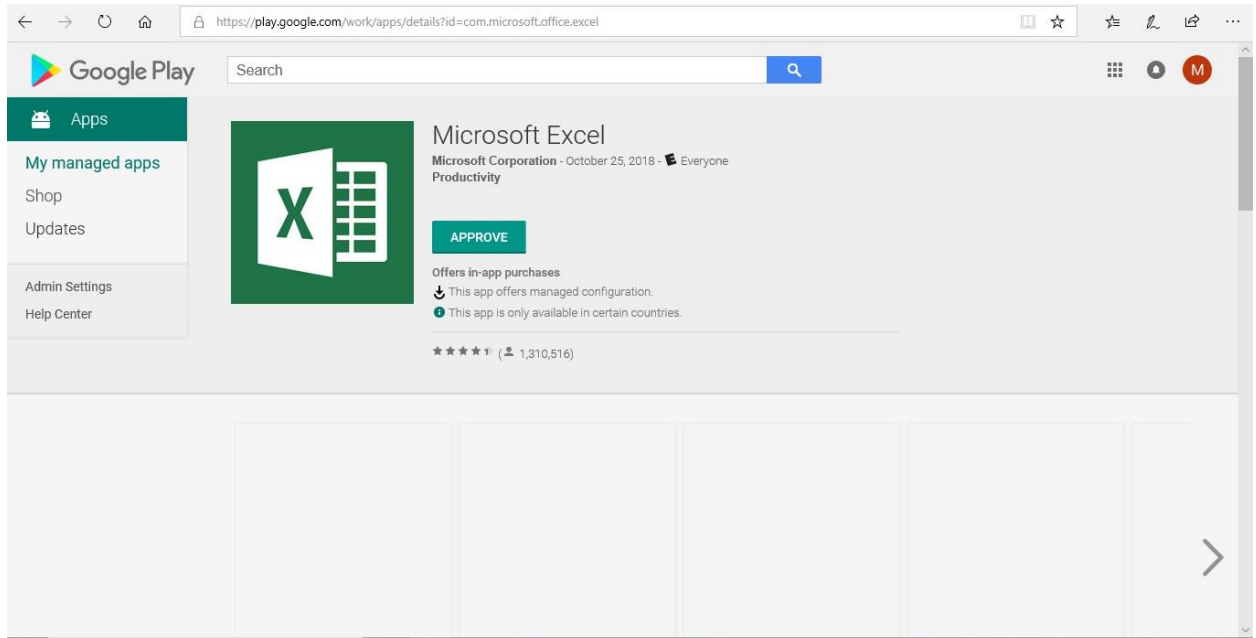 https://play.google.com/work/apps/details?id=com.microsoft.office.excel
Google Play
Search
M
Apps
My managed apps
Shop
Updates
Admin Settings
Help Center
X
Microsoft Excel
Microsoft Corporation - October 25, 2018 - E Everyone
Productivity
APPROVE
Offers in-app purchases
This app offers managed configuration.
This app is only available in certain countries.
( 1,310,516)